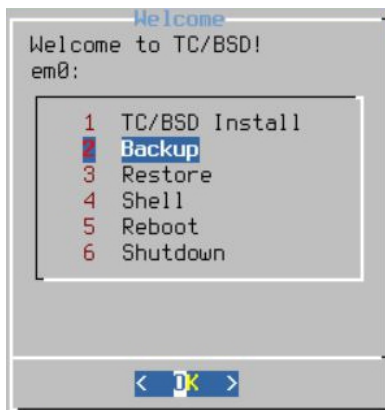 Welcome
Welcome to TC/BSD!
em0:
1 TC/BSD Install
2 Backup
3 Restore
4 Shell
5 Reboot
6 Shutdown
< OK >